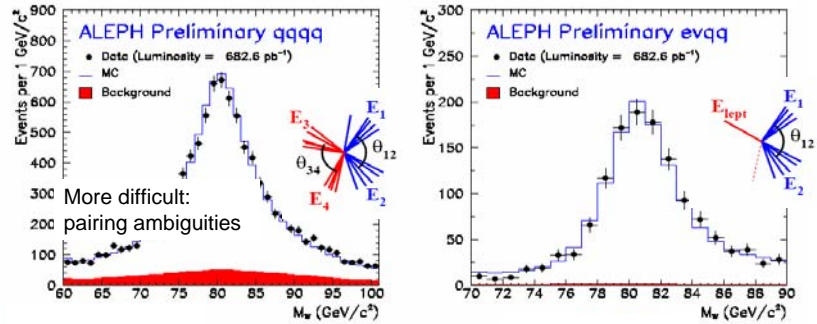 ALEPH Preliminary qqqq
Data (Luminosity = 682.6 pb⁻¹)
MC
Background
Events per 1 GeV/c²
900
800
700
600
500
400
300
200
100
0
E₃
E₁
θ₃₄
θ₁₂
E₄
E₂
More difficult:
pairing ambiguities
60 65 70 75 80 85 90 95 100
M_W (GeV/c²)
ALEPH Preliminary eνqq
Data (Luminosity = 682.6 pb⁻¹)
MC
Background
Events per 1 GeV/c²
300
250
200
150
100
50
0
E_lept
E₁
θ₁₂
E₂
70 72 74 76 78 80 82 84 86 88 90
M_W (GeV/c²)